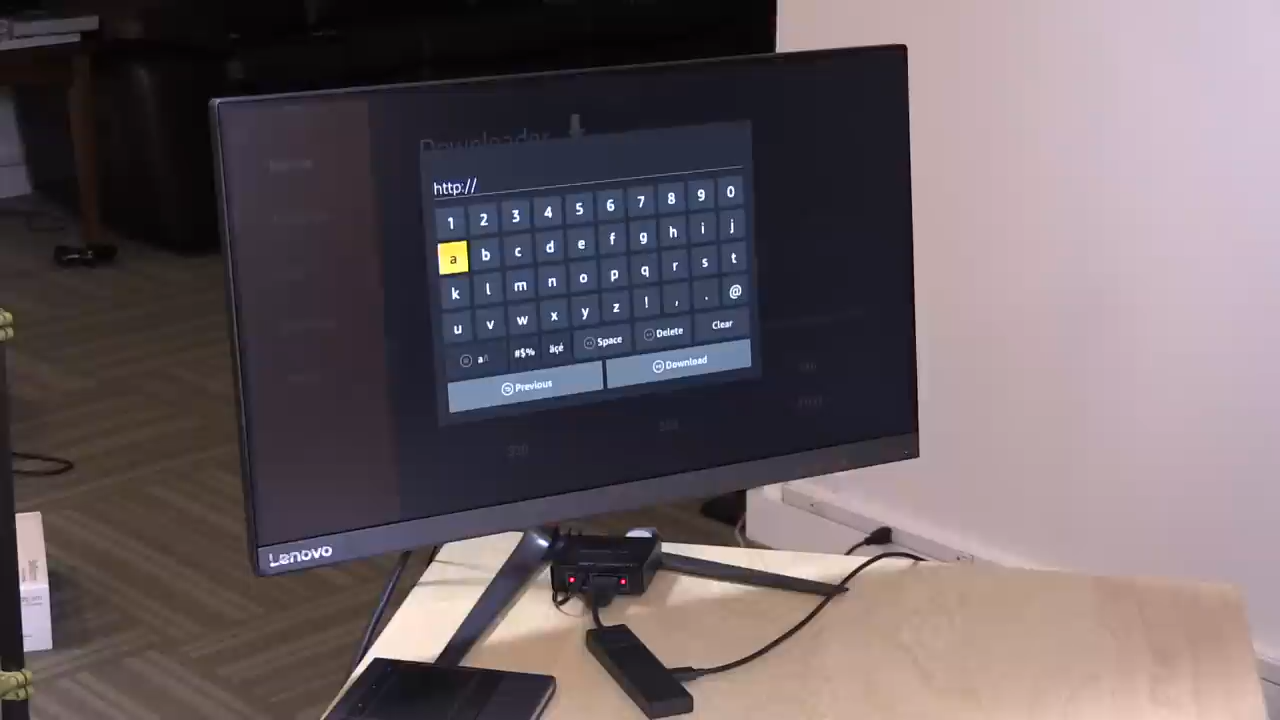 Downloader
http://
1 2 3 4 5 6 7 8 9 0
a b c d e f g h i j
k l m n o p q r s t
u v w x y z ! , . @
aA #$% äçé Space Delete Clear
Previous Download
Lenovo